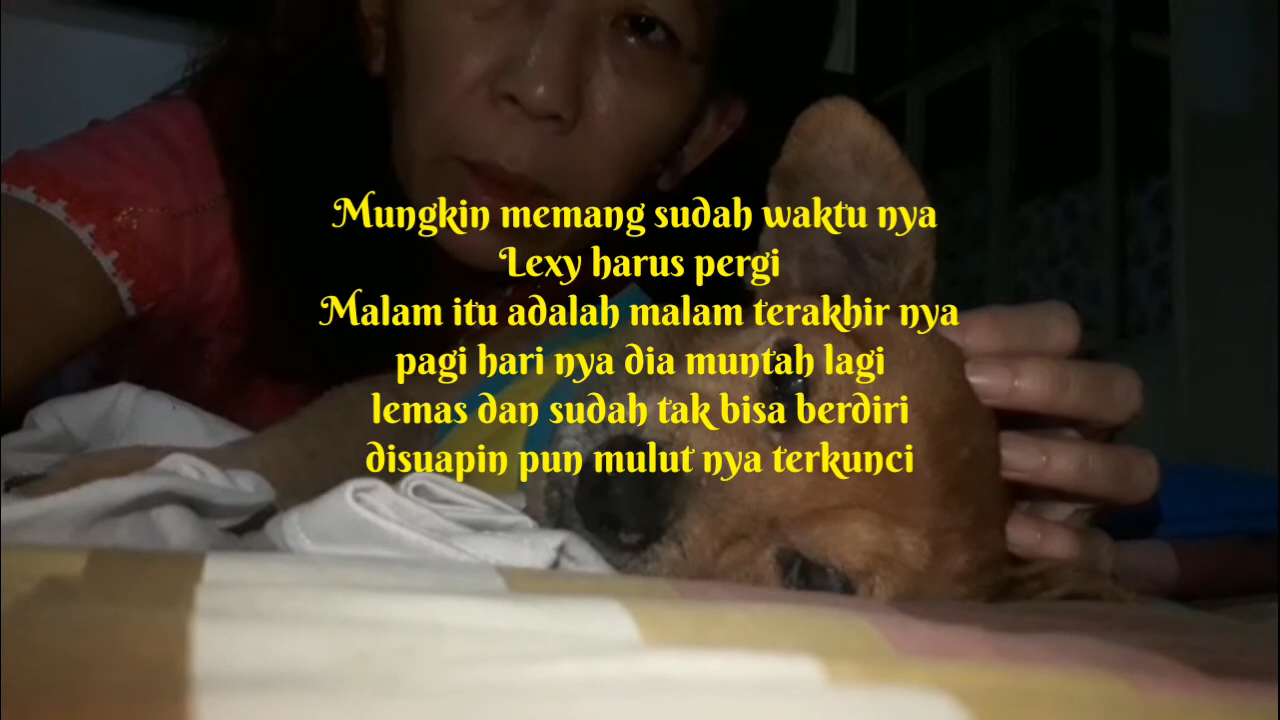 Mungkin memang sudah waktu nya
Lexy harus pergi
Malam itu adalah malam terakhir nya
pagi hari nya dia muntah lagi
lemas dan sudah tak bisa berdiri
disuapin pun mulut nya terkunci